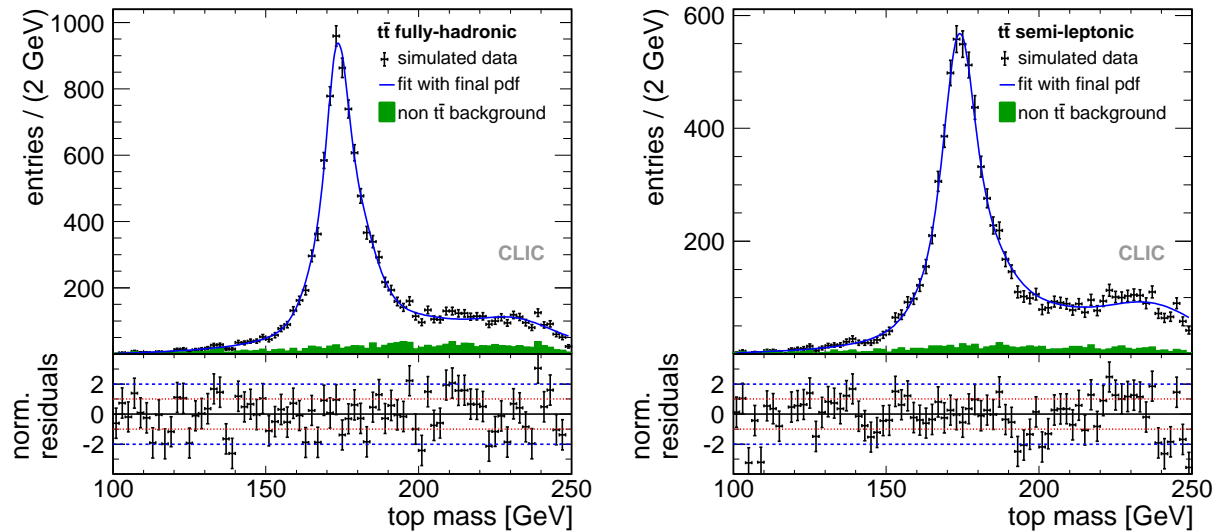 tt̄ fully-hadronic
simulated data
fit with final pdf
non tt̄ background
CLIC
entries / (2 GeV)
1000
800
600
400
200
norm.
residuals
2
0
-2
100 150 200 250
top mass [GeV]
tt̄ semi-leptonic
simulated data
fit with final pdf
non tt̄ background
CLIC
entries / (2 GeV)
600
400
200
norm.
residuals
2
0
-2
100 150 200 250
top mass [GeV]